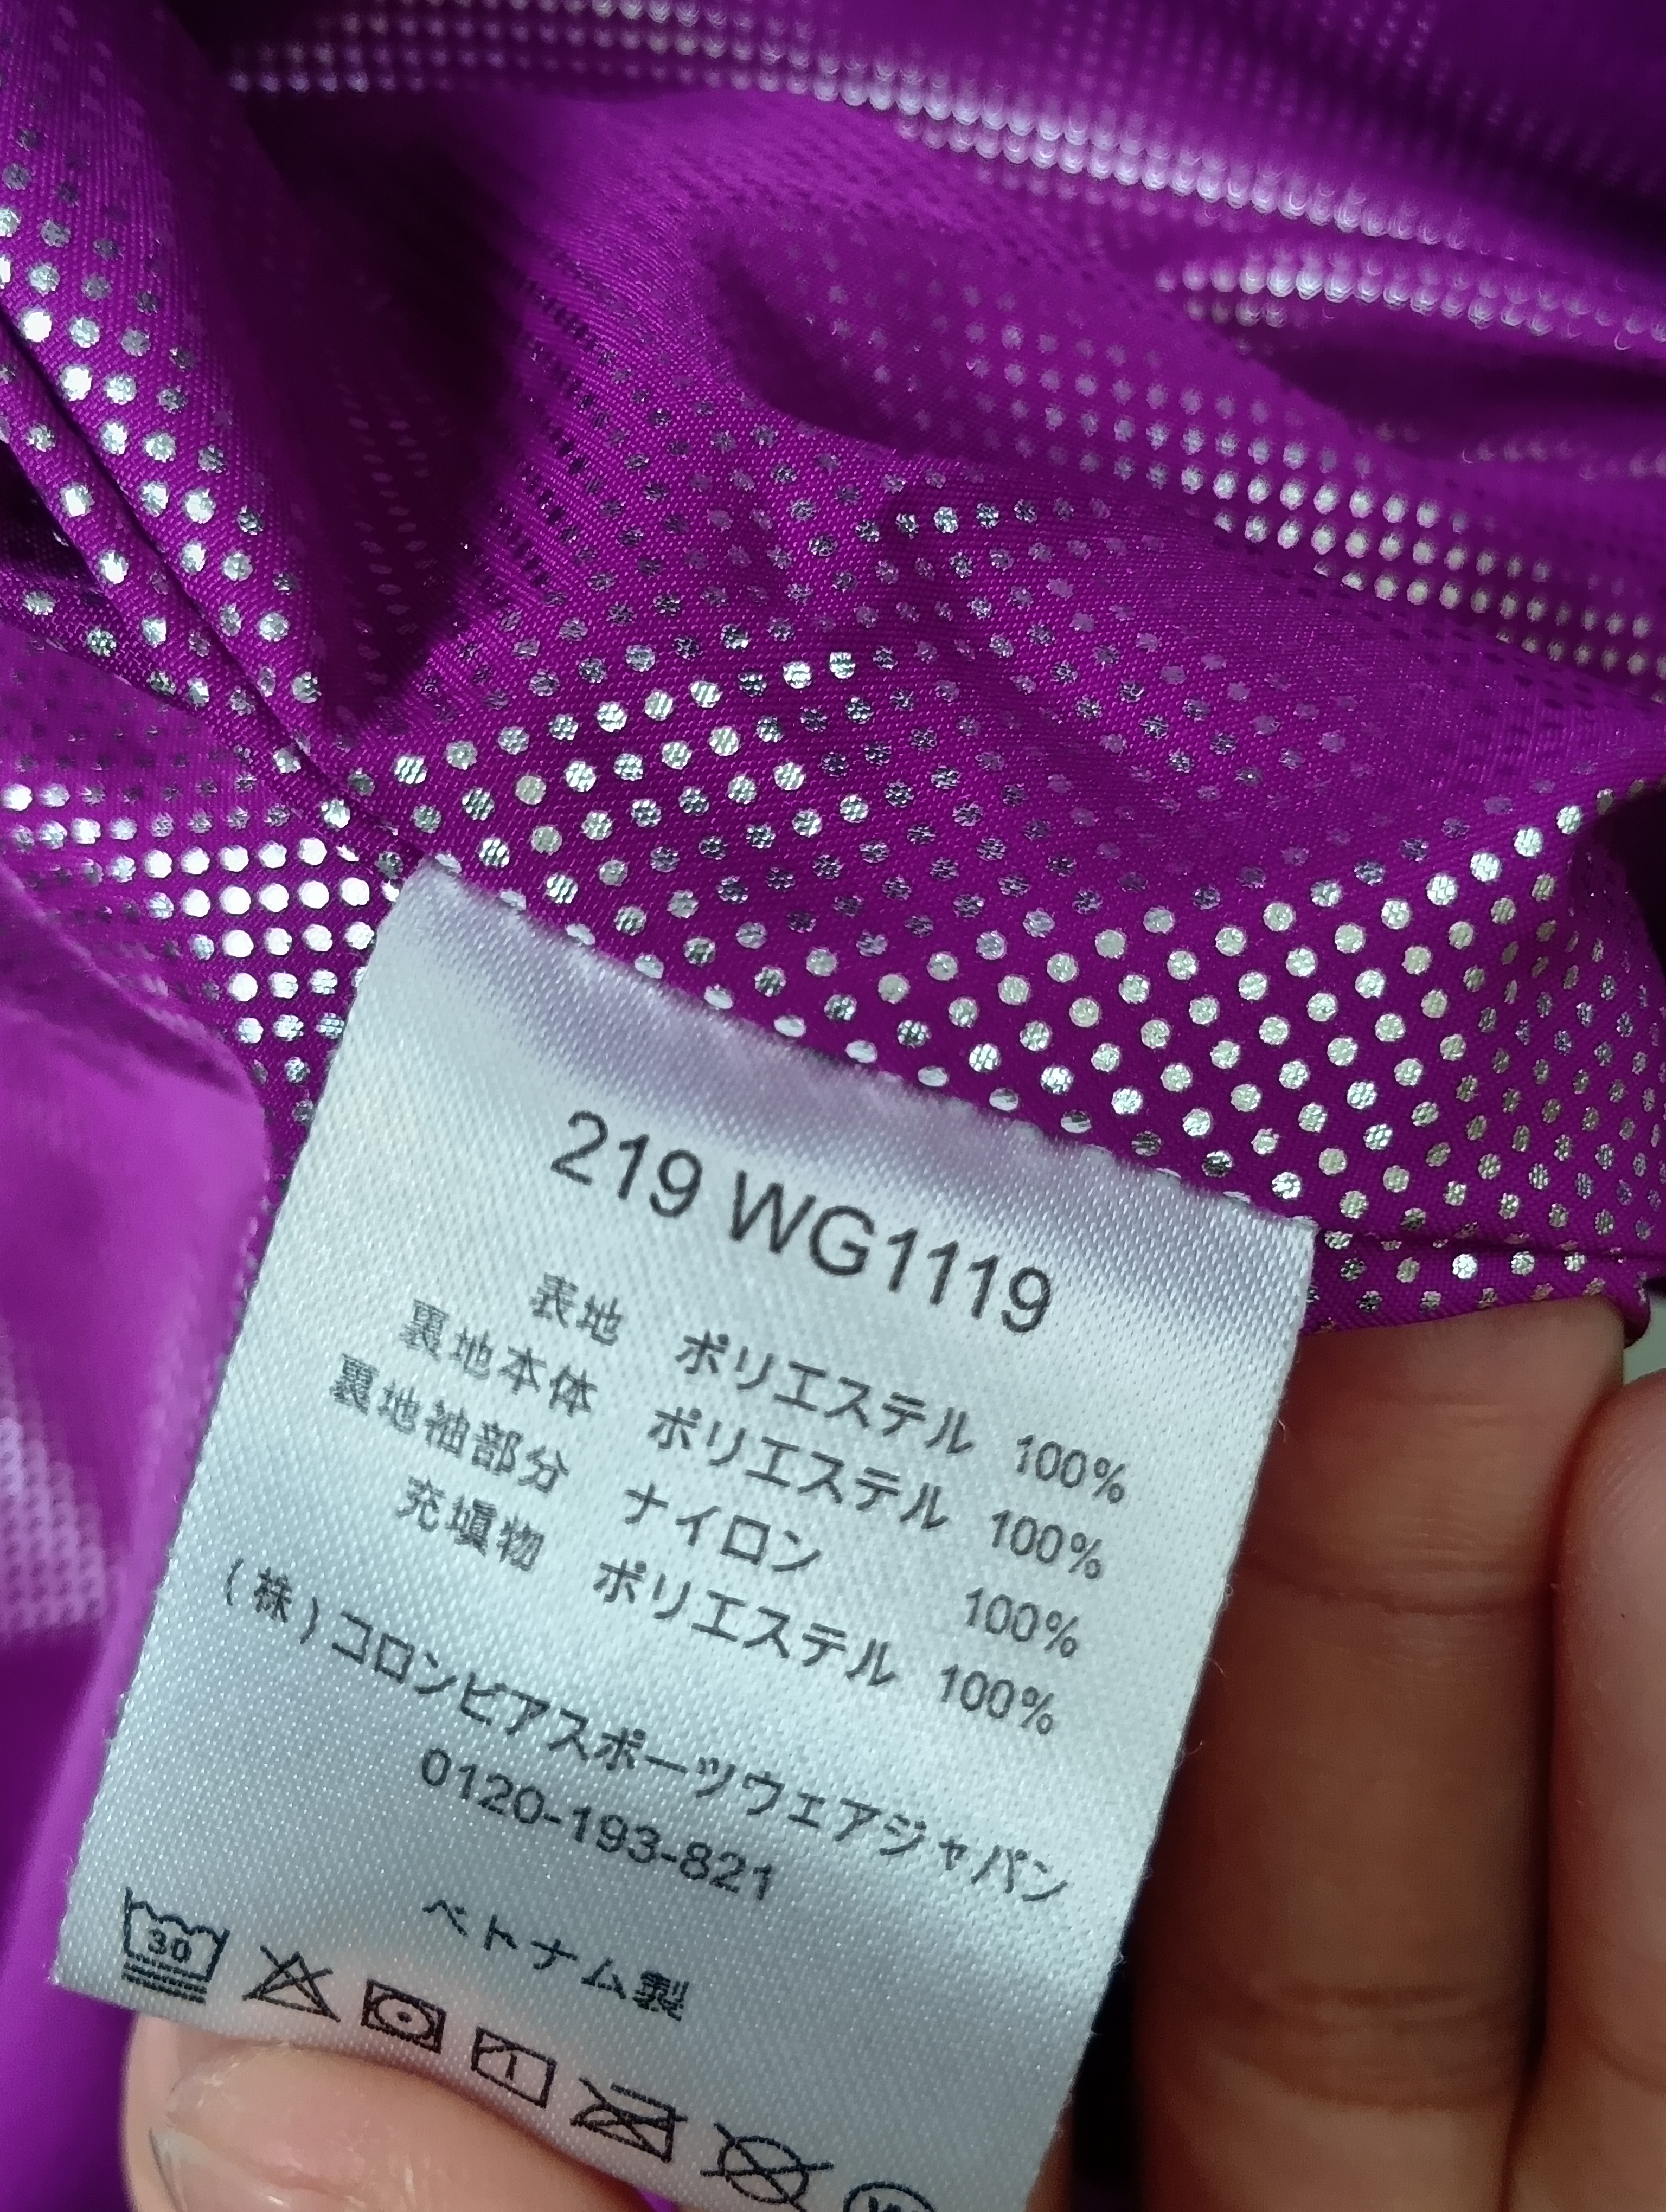 219 WG1119
表地 ポリエステル 100%
裏地本体 ポリエステル 100%
裏地袖部分 ナイロン 100%
充填物 ポリエステル 100%
(株)コロンビアスポーツウェアジャパン
0120-193-821
ベトナム製
30
W